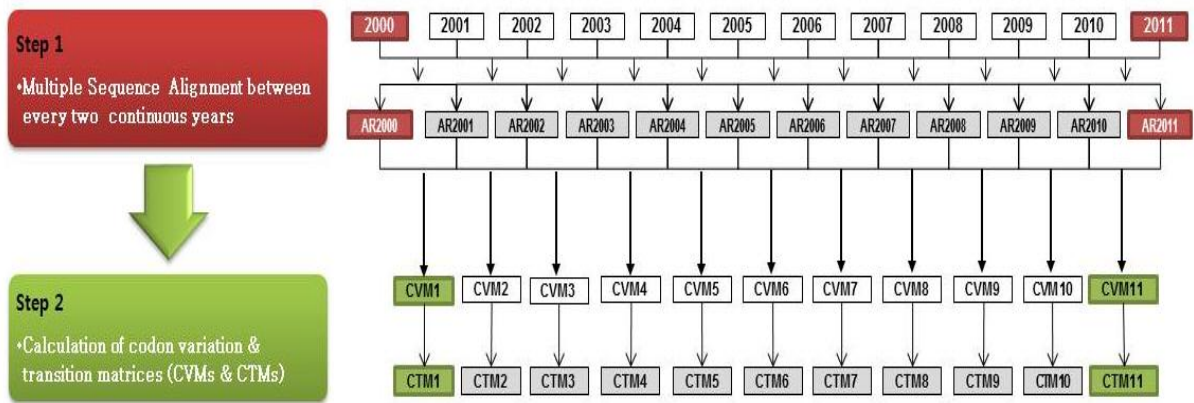 Step 1
•Multiple Sequence Alignment between
every two continuous years
Step 2
•Calculation of codon variation &
transition matrices (CVMs & CTMs)
2000 2001 2002 2003 2004 2005 2006 2007 2008 2009 2010 2011
AR2000 AR2001 AR2002 AR2003 AR2004 AR2005 AR2006 AR2007 AR2008 AR2009 AR2010 AR2011
CVM1 CVM2 CVM3 CVM4 CVM5 CVM6 CVM7 CVM8 CVM9 CVM10 CVM11
CTM1 CTM2 CTM3 CTM4 CTM5 CTM6 CTM7 CTM8 CTM9 CTM10 CTM11